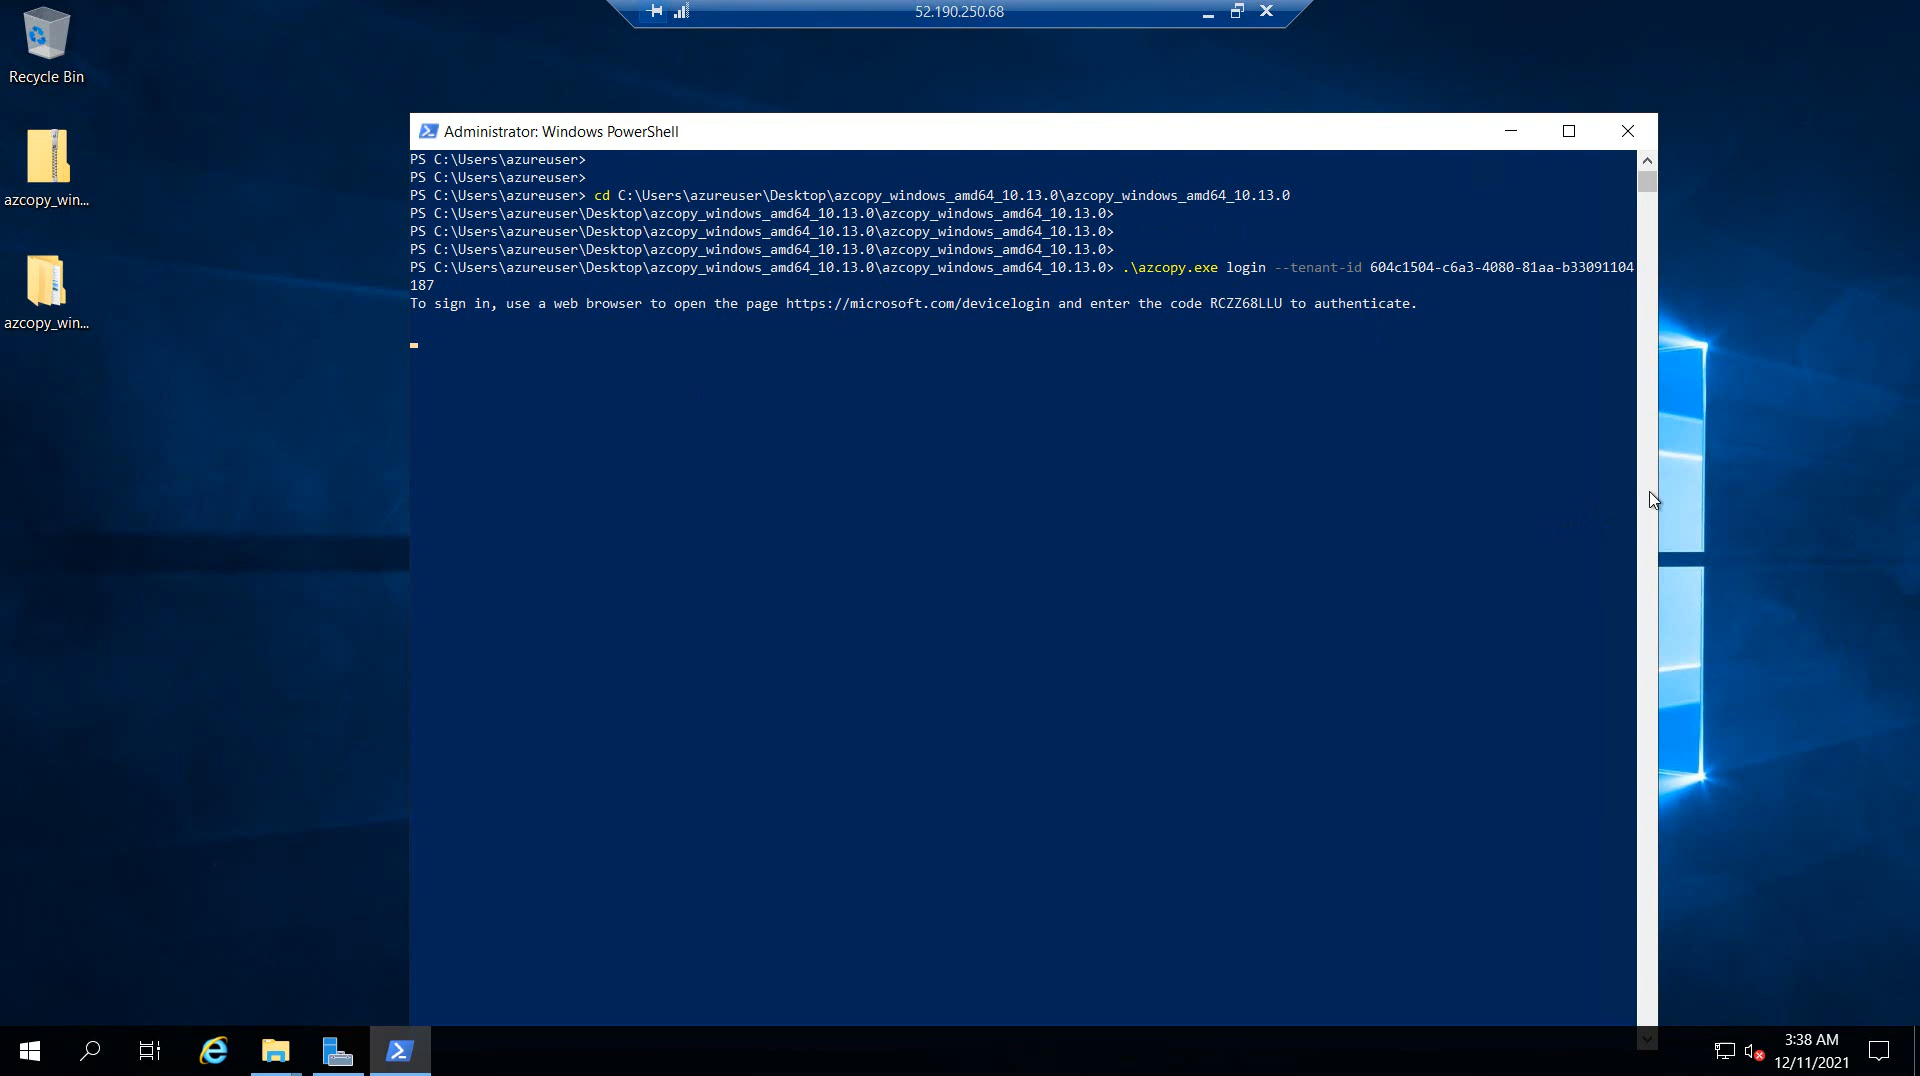 52.190.250.68
Recycle Bin
azcopy_win...
azcopy_win...
Administrator: Windows PowerShell
PS C:\Users\azureuser>
PS C:\Users\azureuser>
PS C:\Users\azureuser> cd C:\Users\azureuser\Desktop\azcopy_windows_amd64_10.13.0\azcopy_windows_amd64_10.13.0
PS C:\Users\azureuser\Desktop\azcopy_windows_amd64_10.13.0\azcopy_windows_amd64_10.13.0>
PS C:\Users\azureuser\Desktop\azcopy_windows_amd64_10.13.0\azcopy_windows_amd64_10.13.0>
PS C:\Users\azureuser\Desktop\azcopy_windows_amd64_10.13.0\azcopy_windows_amd64_10.13.0>
PS C:\Users\azureuser\Desktop\azcopy_windows_amd64_10.13.0\azcopy_windows_amd64_10.13.0> .\azcopy.exe login --tenant-id 604c1504-c6a3-4080-81aa-b33091104
187
To sign in, use a web browser to open the page https://microsoft.com/devicelogin and enter the code RCZZ68LLU to authenticate.
3:38 AM
12/11/2021